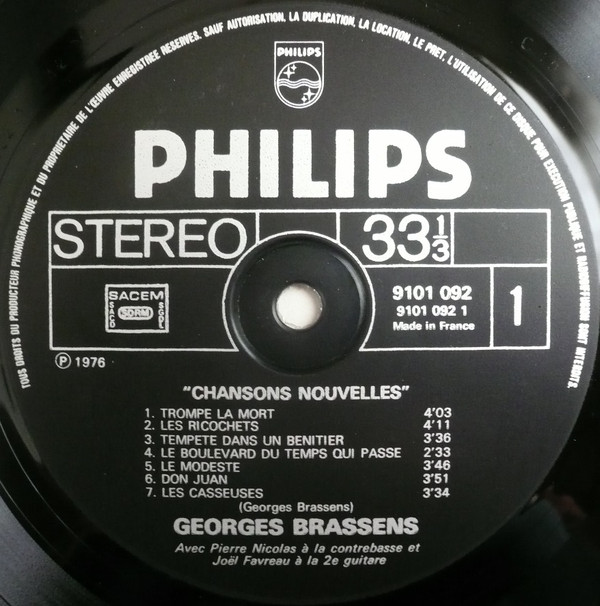 TOUS DROITS DU PRODUCTEUR PHONOGRAPHIQUE ET DU PROPRIETAIRE DE L'ŒUVRE ENREGISTREE RESERVES. SAUF AUTORISATION, LA DUPLICATION, LA LOCATION, LE PRET, L'UTILISATION DE CE DISQUE POUR EXECUTION PUBLIQUE ET RADIODIFFUSION SONT INTERDITS.
PHILIPS
PHILIPS
STEREO 33 1/3
SACEM
SACD SDRM SGDL
9101 092
9101 092 1
Made in France
1
Ⓟ 1976
"CHANSONS NOUVELLES"
1. TROMPE LA MORT 4'03
2. LES RICOCHETS 4'11
3. TEMPETE DANS UN BENITIER 3'36
4. LE BOULEVARD DU TEMPS QUI PASSE 2'33
5. LE MODESTE 3'46
6. DON JUAN 3'51
7. LES CASSEUSES 3'34
(Georges Brassens)
GEORGES BRASSENS
Avec Pierre Nicolas à la contrebasse et
Joël Favreau à la 2e guitare